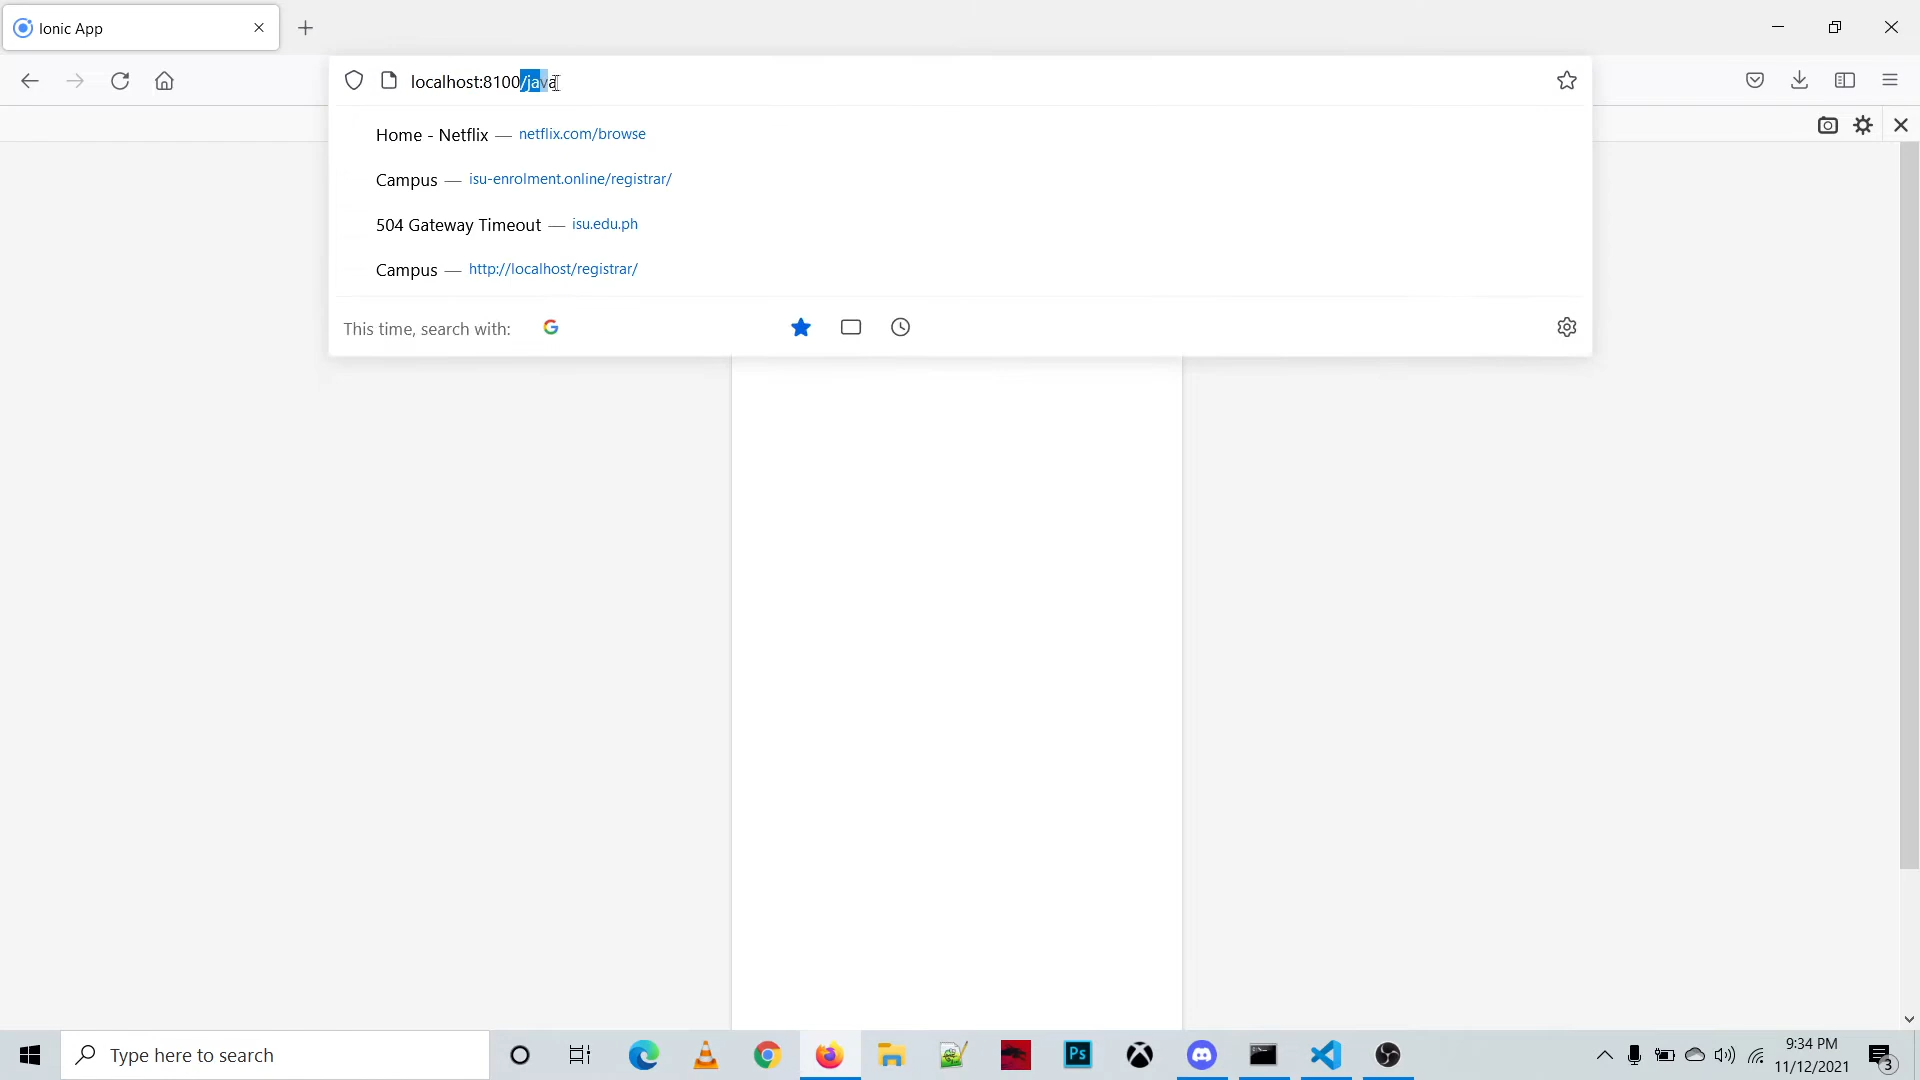 Ionic App
localhost:8100/java
Home - Netflix — netflix.com/browse
Campus — isu-enrolment.online/registrar/
504 Gateway Timeout — isu.edu.ph
Campus — http://localhost/registrar/
This time, search with:
Type here to search
Ps
9:34 PM
11/12/2021
3